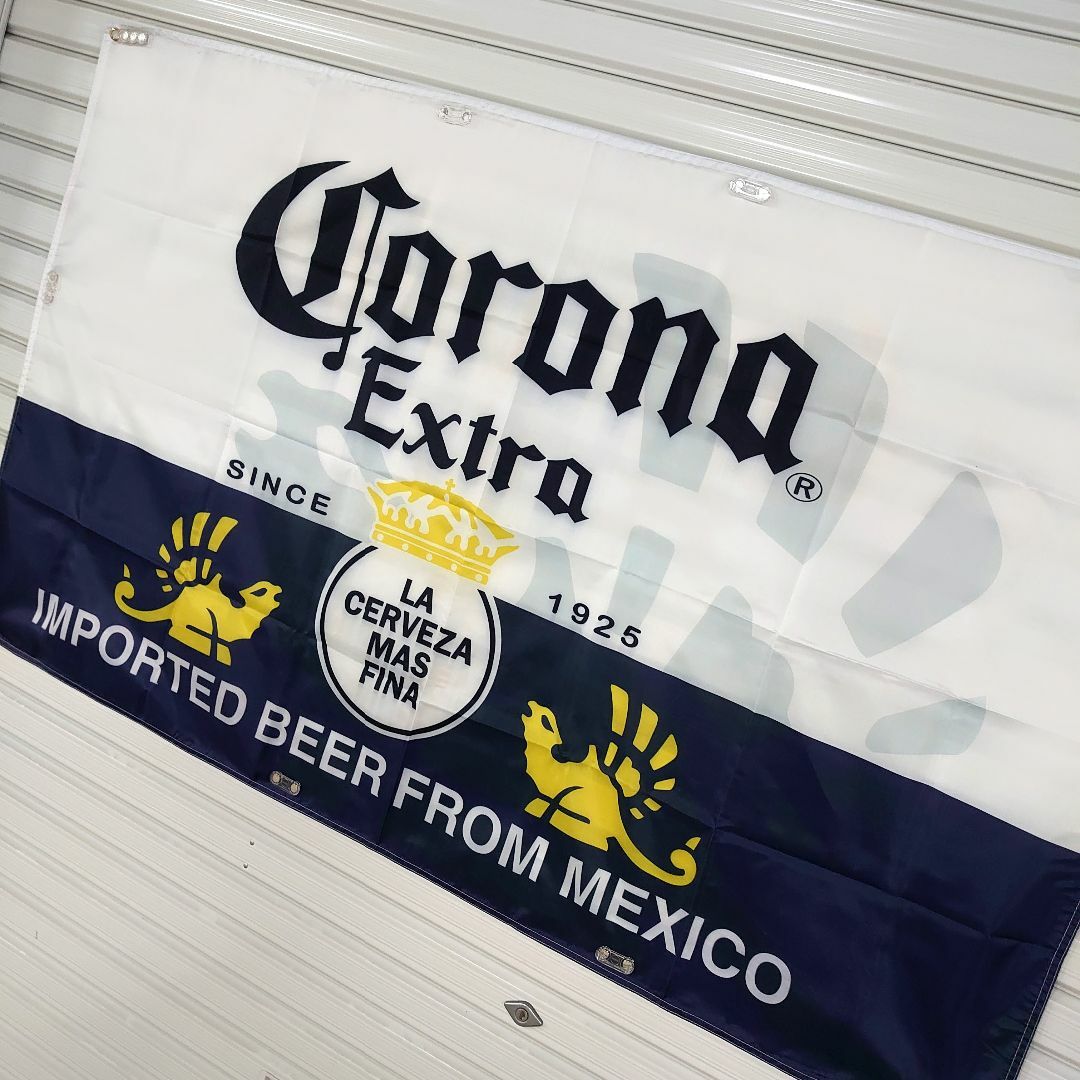 Corona
Extra
®
SINCE
1925
LA
CERVEZA
MAS
FINA
IMPORTED BEER FROM MEXICO